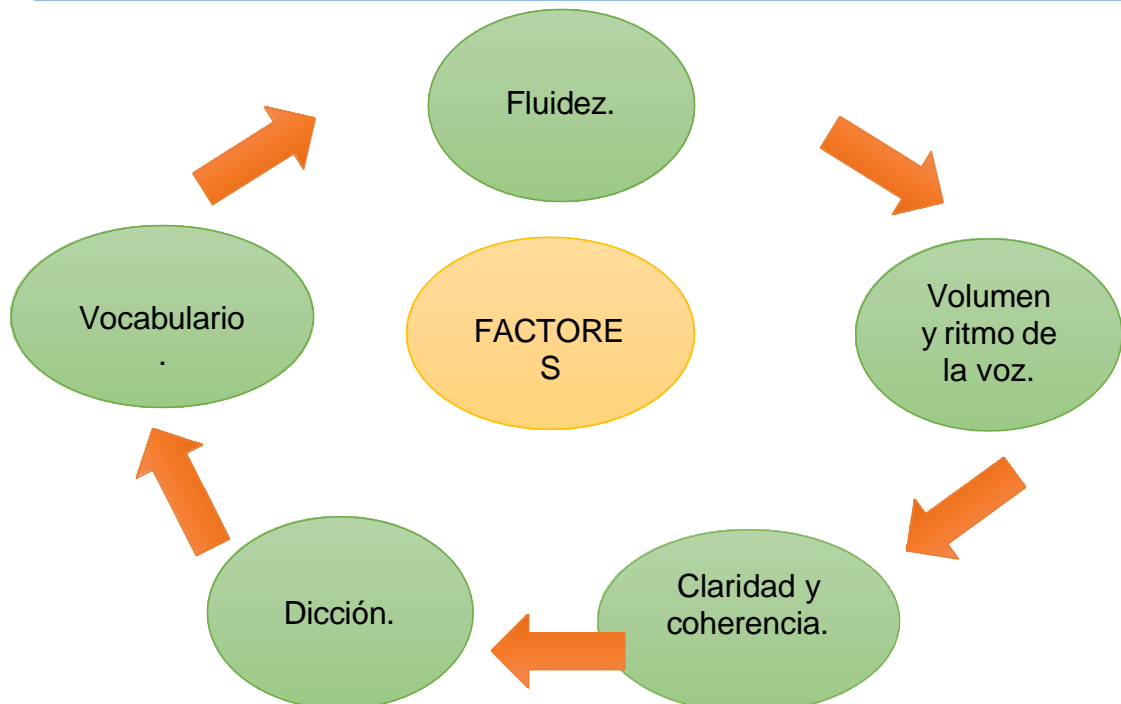 Fluidez.
Vocabulario
.
FACTORE
S
Volumen
y ritmo de
la voz.
Dicción.
Claridad y
coherencia.